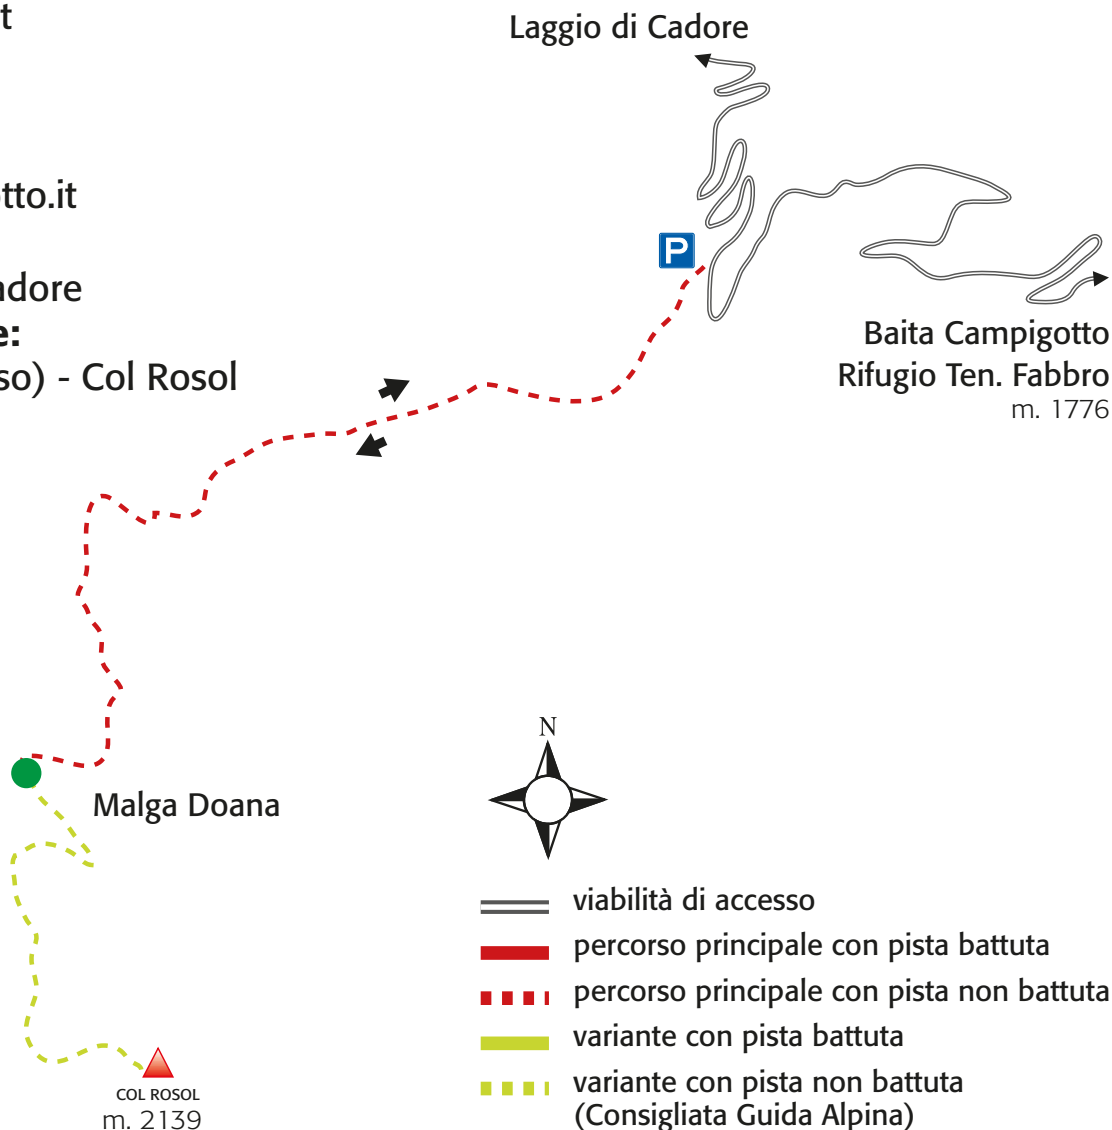 t
Laggio di Cadore
tto.it
P
ndore
e:
so) - Col Rosol
Baita Campigotto
Rifugio Ten. Fabbro
m. 1776
N
Malga Doana
viabilità di accesso
percorso principale con pista battuta
percorso principale con pista non battuta
variante con pista battuta
variante con pista non battuta
(Consigliata Guida Alpina)
COL ROSOL
m. 2139